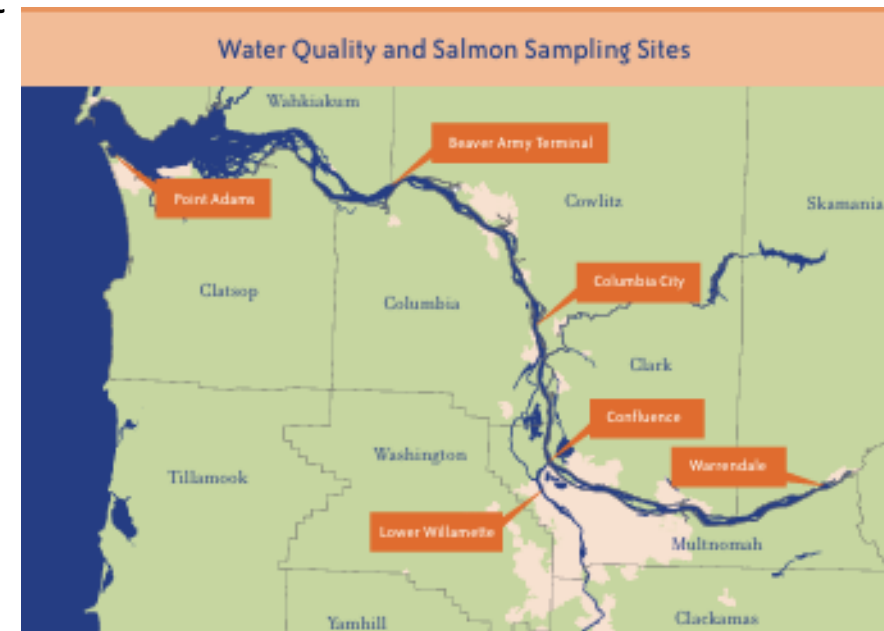 Water Quality and Salmon Sampling Sites
Wahkiakum
Beaver Army Terminal
Point Adams
Cowlitz
Skamania
Columbia City
Clatsop
Columbia
Clark
Confluence
Washington
Warrendale
Tillamook
Lower Willamette
Multnomah
Yamhill
Clackamas